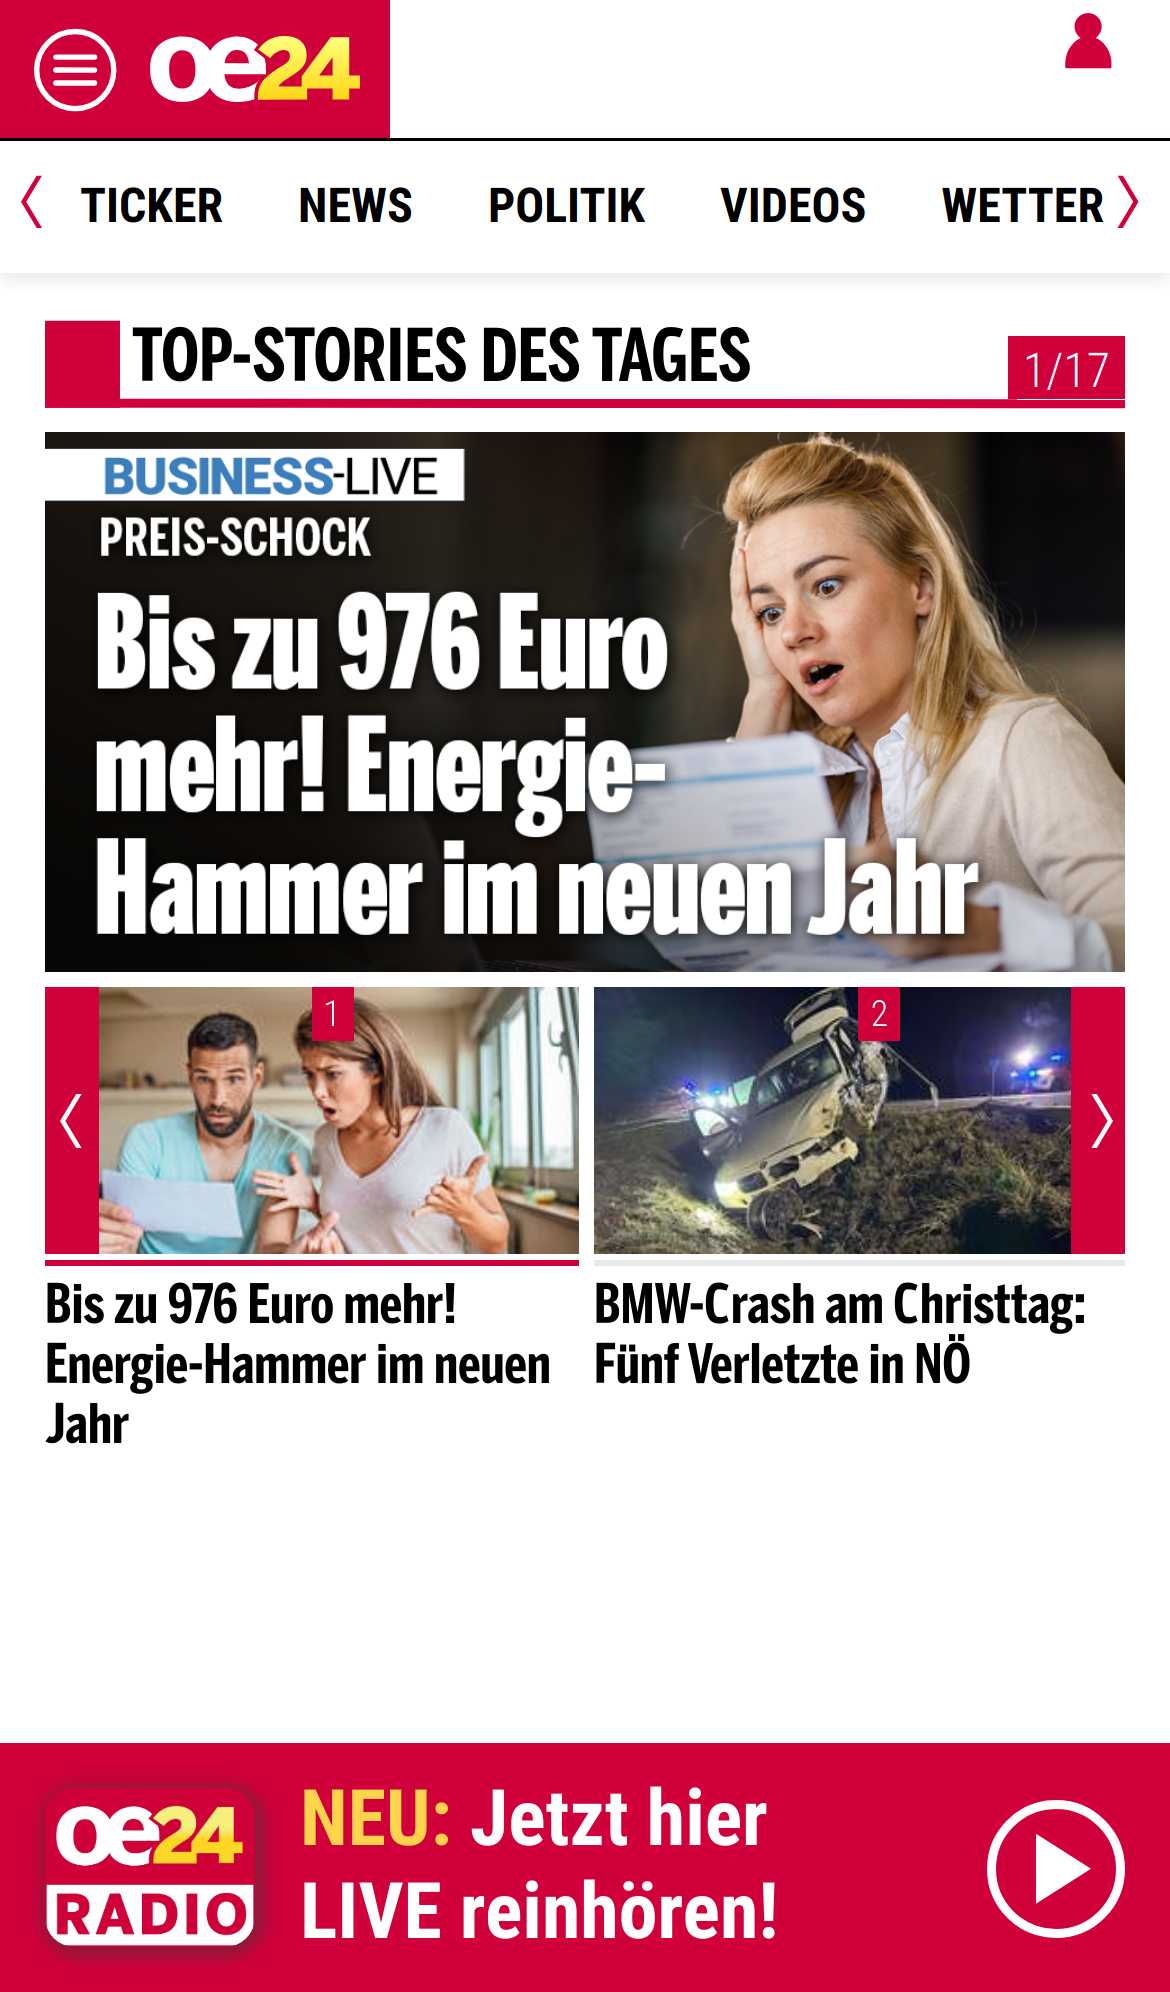 oe24
TICKER NEWS POLITIK VIDEOS WETTER
TOP-STORIES DES TAGES
1/17
BUSINESS-LIVE
PREIS-SCHOCK
Bis zu 976 Euro
mehr! Energie-
Hammer im neuen Jahr
1
2
Bis zu 976 Euro mehr!
Energie-Hammer im neuen
Jahr
BMW-Crash am Christtag:
Fünf Verletzte in NÖ
oe24
RADIO
NEU: Jetzt hier
LIVE reinhören!